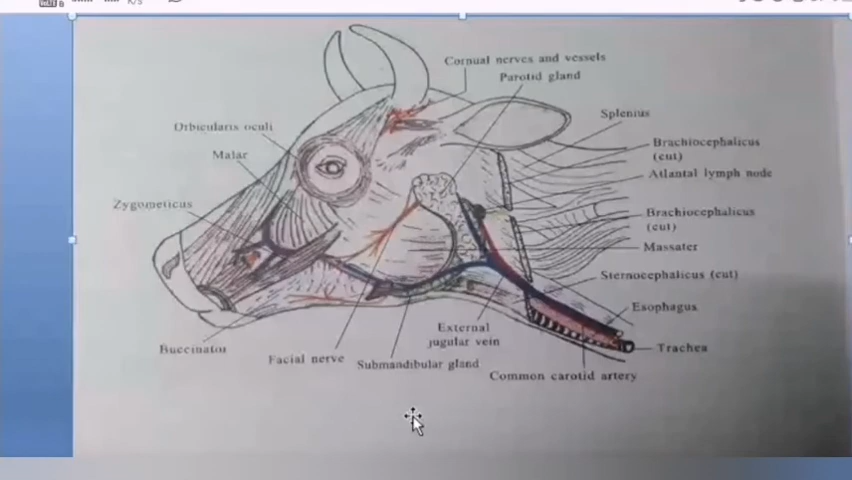 Cornual nerves and vessels
Parotid gland
Splenius
Orbicularis oculi
Brachiocephalicus
(cut)
Malar
Atlantal lymph node
Zygometicus
Brachiocephalicus
(cut)
Massater
Sternocephalicus (cut)
Esophagus
External
jugular vein
Trachea
Buccinator
Facial nerve
Submandibular gland
Common carotid artery